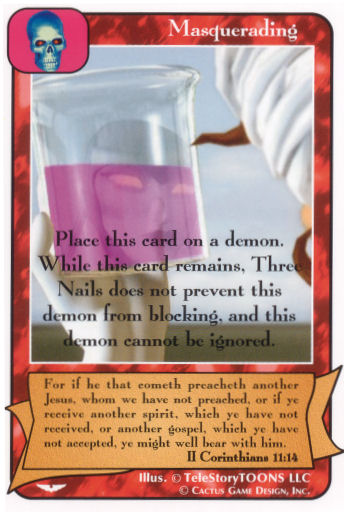 Masquerading
Place this card on a demon.
While this card remains, Three
Nails does not prevent this
demon from blocking, and this
demon cannot be ignored.
For if he that cometh preacheth another
Jesus, whom we have not preached, or if ye
receive another spirit, which ye have not
received, or another gospel, which ye have
not accepted, ye might well bear with him.
II Corinthians 11:14
Illus. © TeleStoryTOONS LLC
© Cactus Game Design, Inc.